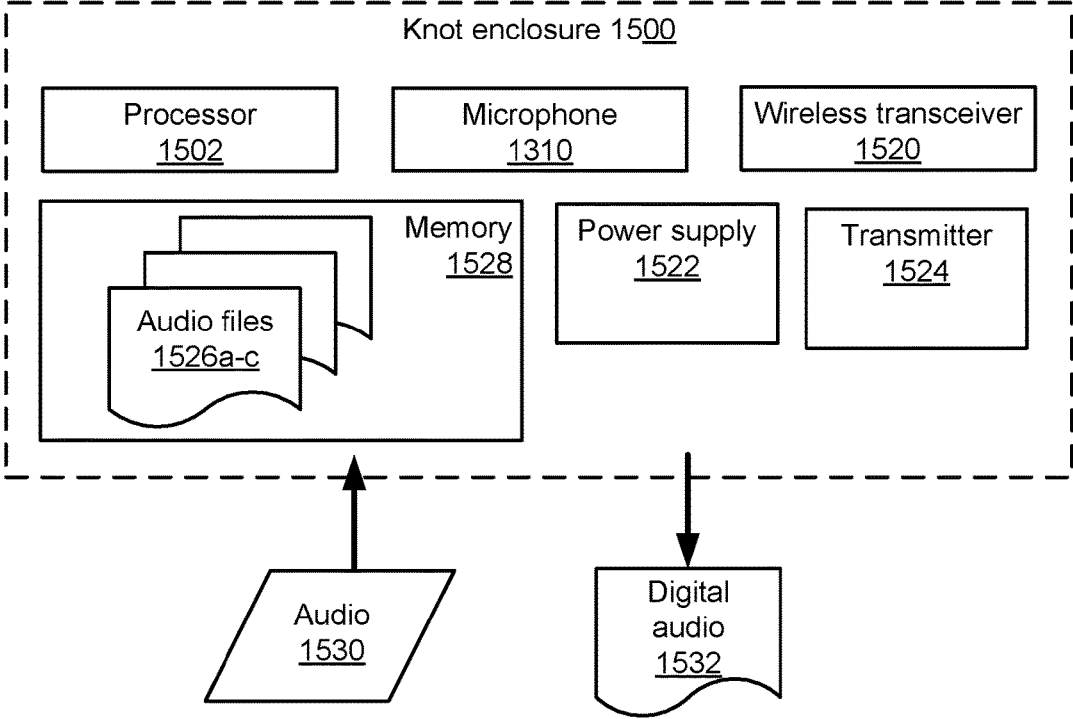 Knot enclosure 1500
Processor
1502
Microphone
1310
Wireless transceiver
1520
Memory
1528
Audio files
1526a-c
Power supply
1522
Transmitter
1524
Audio
1530
Digital
audio
1532